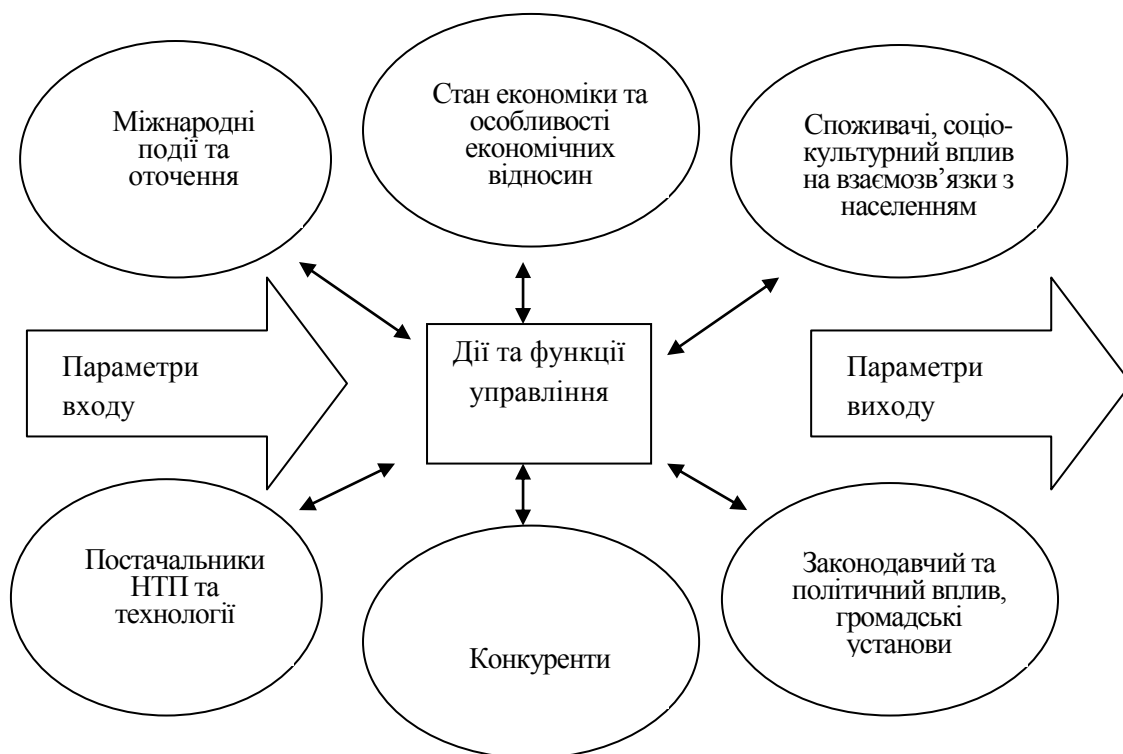 Міжнародні
події та
оточення
Стан економіки та
особливості
економічних
відносин
Споживачі, соціо-
культурний вплив
на взаємозв’язки з
населенням
Параметри
входу
Дії та функції
управління
Параметри
виходу
Постачальники
НТП та
технології
Конкуренти
Законодавчий та
політичний вплив,
громадські
установи